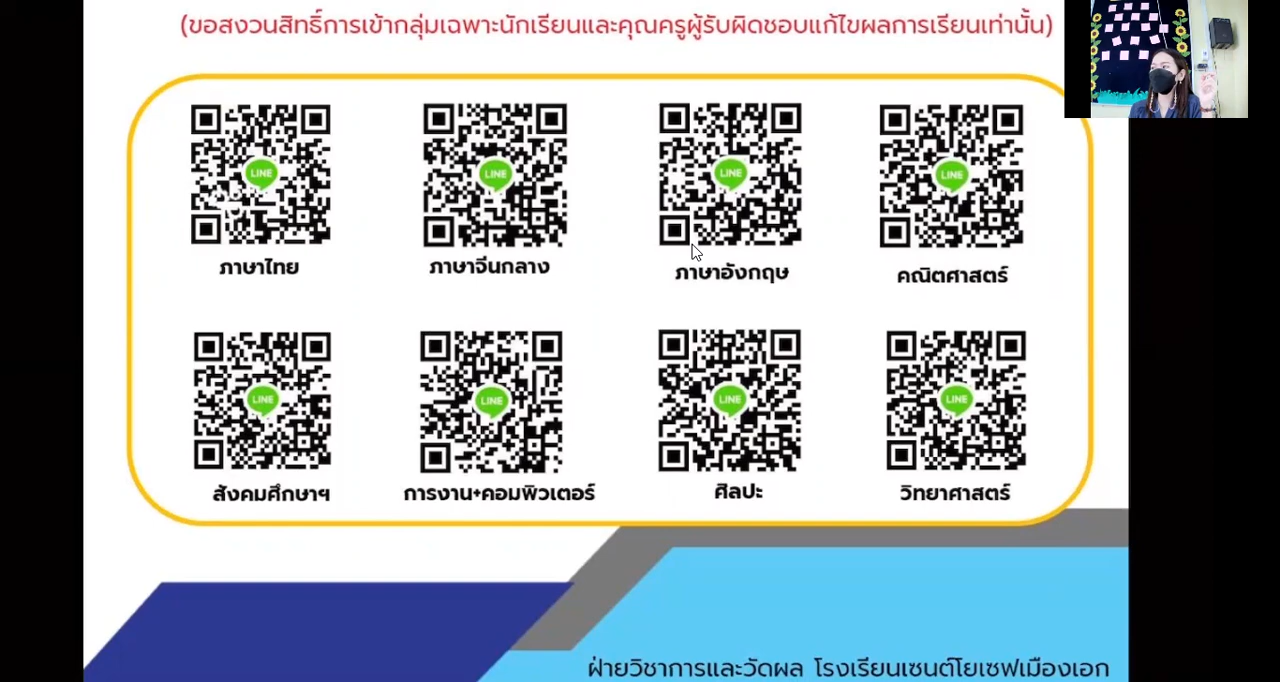 (ขอสงวนสิทธิ์การเข้ากลุ่มเฉพาะนักเรียนและคุณครูผู้รับผิดชอบแก้ไขผลการเรียนเท่านั้น)
LINE LINE LINE LINE
ภาษาไทย ภาษาจีนกลาง ภาษาอังกฤษ คณิตศาสตร์
LINE LINE LINE LINE
สังคมศึกษาฯ การงาน+คอมพิวเตอร์ ศิลปะ วิทยาศาสตร์
ฝ่ายวิชาการและวัดผล โรงเรียนเซนต์โยเซฟเมืองเอก